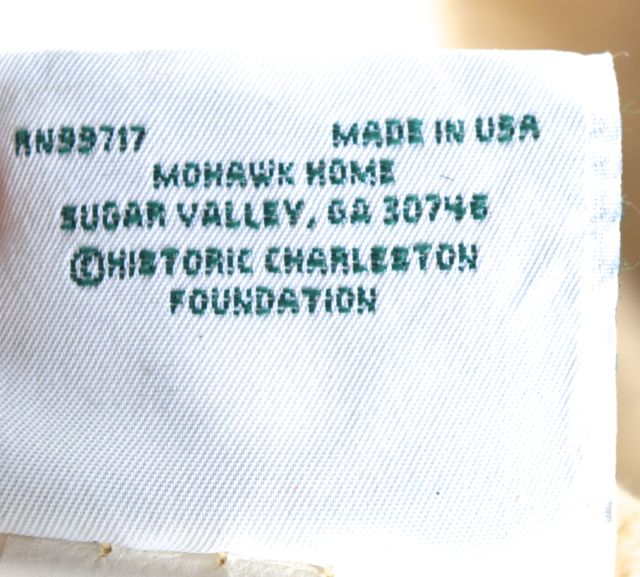 RN99717 MADE IN USA
MOHAWK HOME
SUGAR VALLEY, GA 30746
©HISTORIC CHARLESTON
FOUNDATION